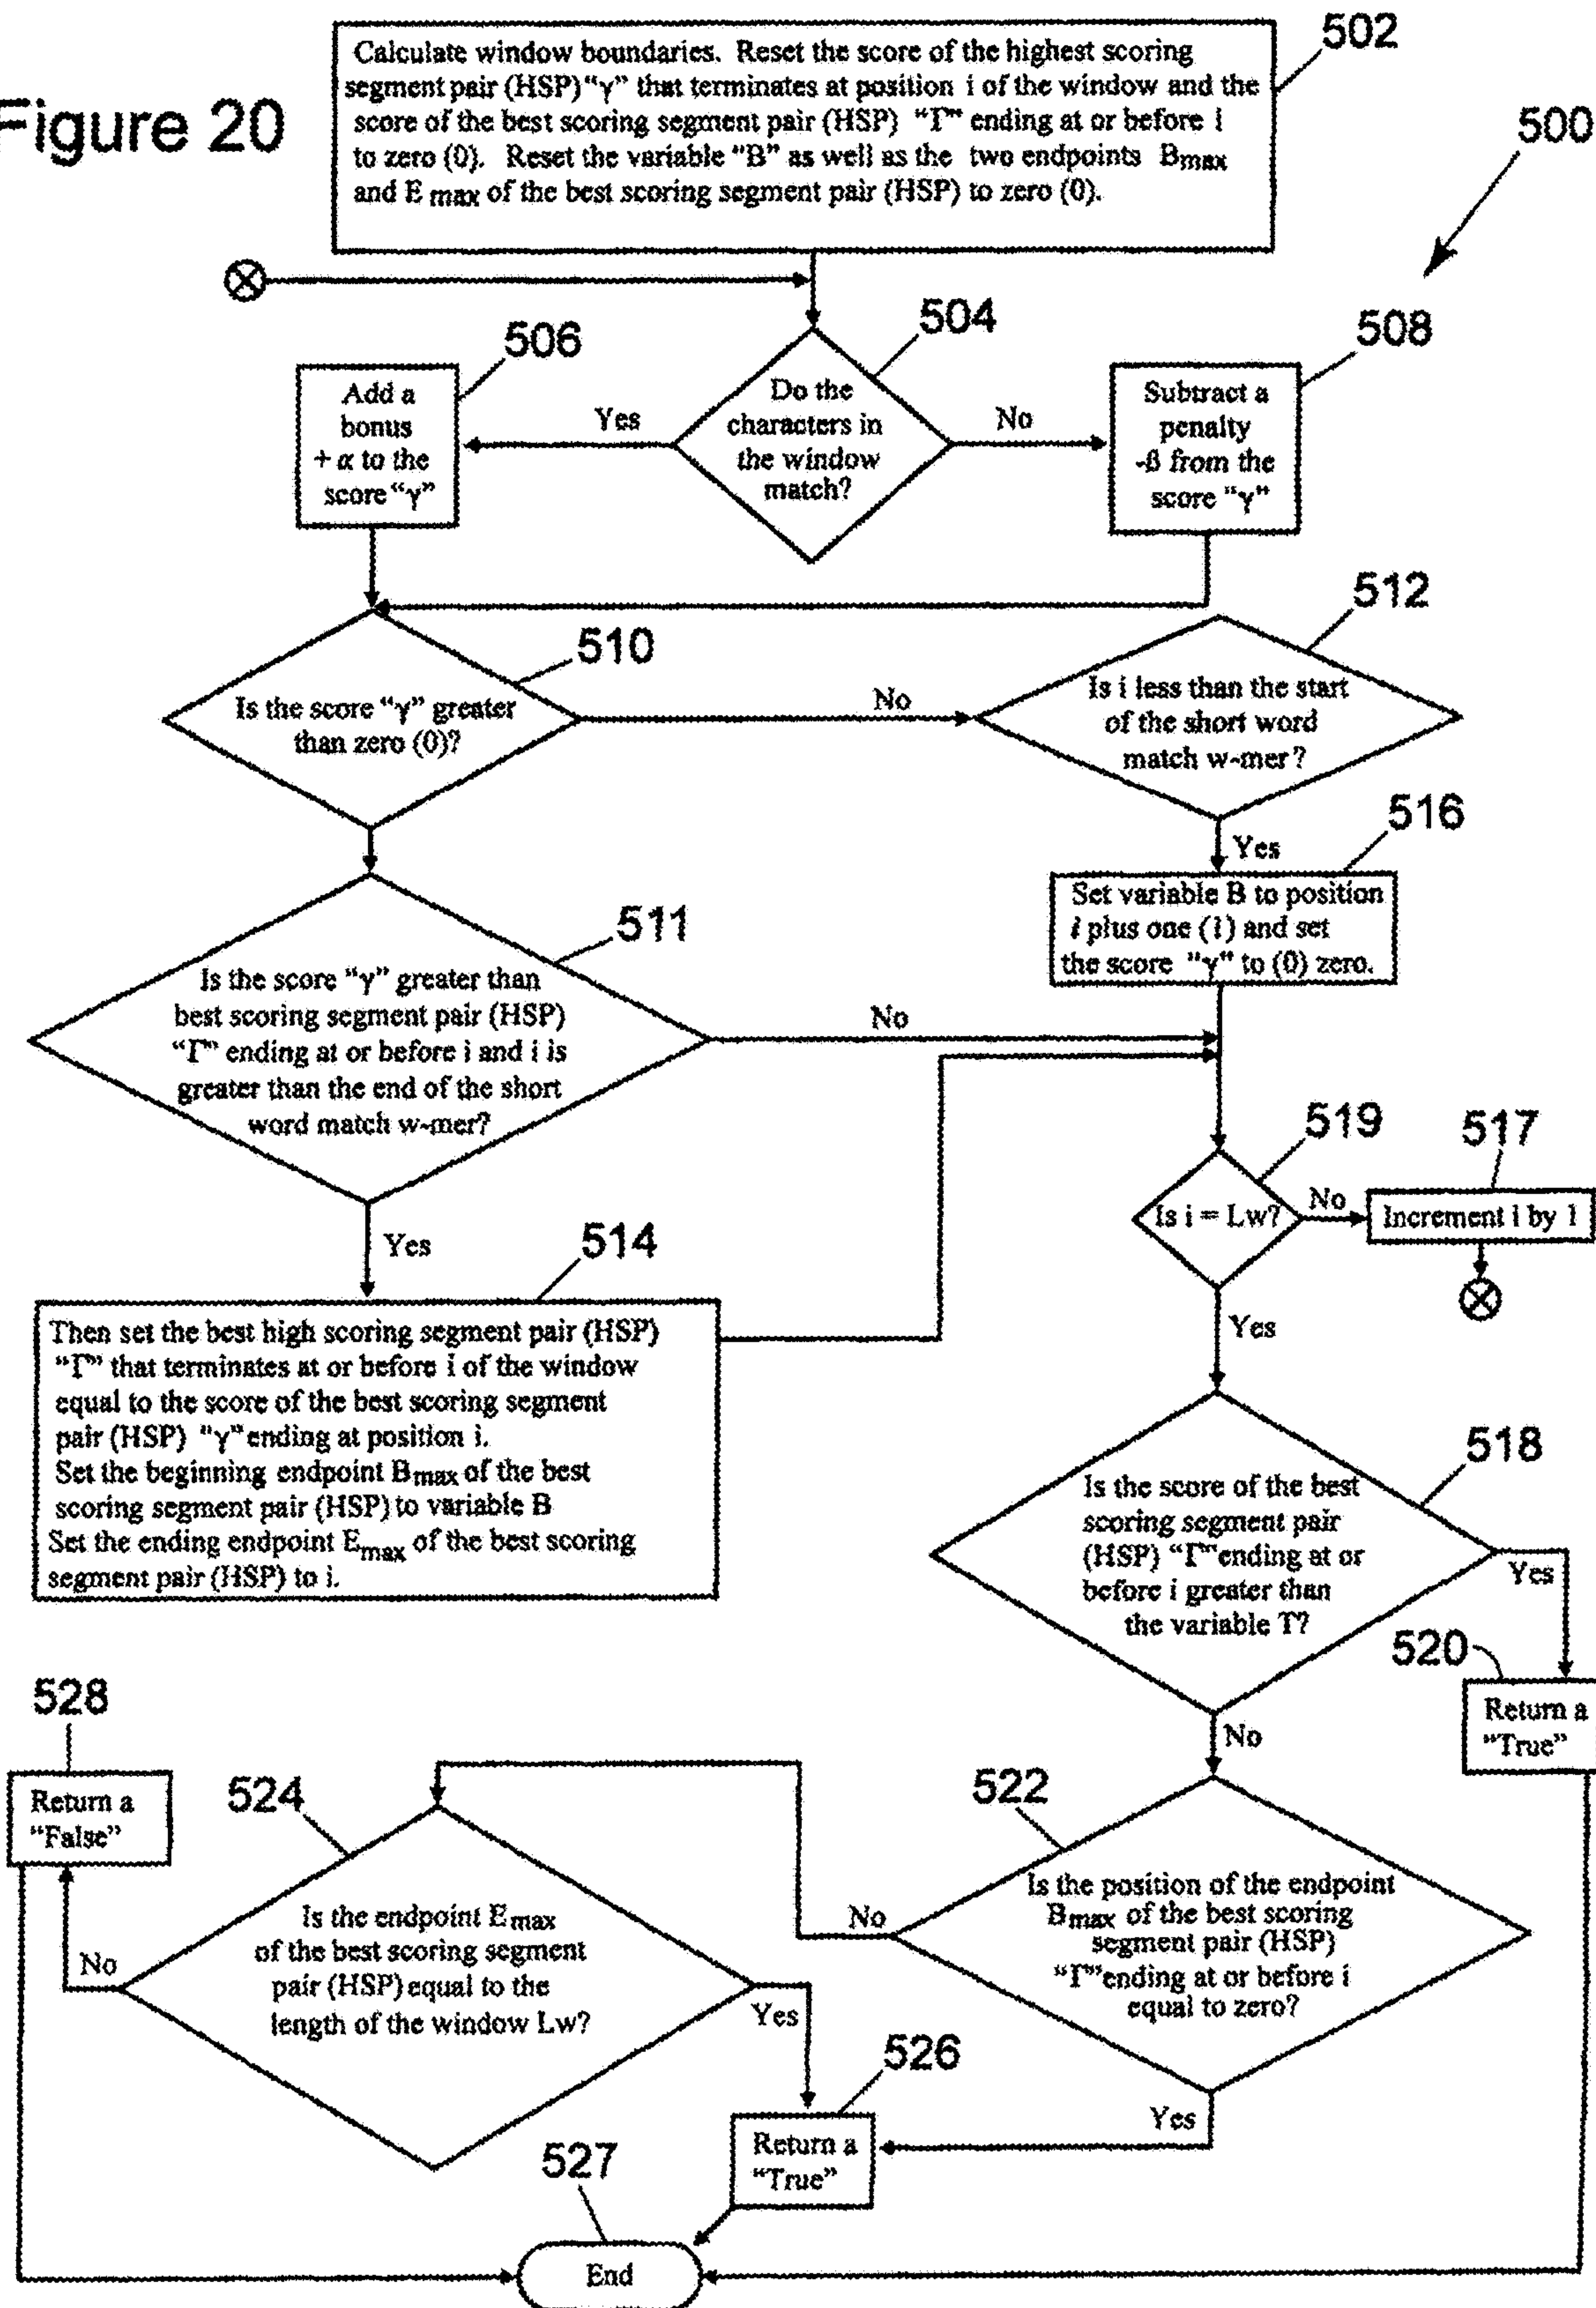 Figure 20
500
502
Calculate window boundaries. Reset the score of the highest scoring
segment pair (HSP) “γ” that terminates at position i of the window and the
score of the best scoring segment pair (HSP) “Γ” ending at or before i
to zero (0). Reset the variable “B” as well as the two endpoints Bmax
and E max of the best scoring segment pair (HSP) to zero (0).
504
Do the
characters in
the window
match?
Yes
No
506
Add a
bonus
+ α to the
score “γ”
508
Subtract a
penalty
-β from the
score “γ”
510
Is the score “γ” greater
than zero (0)?
No
512
Is i less than the start
of the short word
match w-mer?
Yes
516
Set variable B to position
i plus one (1) and set
the score “γ” to (0) zero.
511
Is the score “γ” greater than
best scoring segment pair (HSP)
“Γ” ending at or before i and i is
greater than the end of the short
word match w-mer?
No
Yes
514
Then set the best high scoring segment pair (HSP)
“Γ” that terminates at or before i of the window
equal to the score of the best scoring segment
pair (HSP) “γ” ending at position i.
Set the beginning endpoint Bmax of the best
scoring segment pair (HSP) to variable B
Set the ending endpoint Emax of the best scoring
segment pair (HSP) to i.
519
Is i = Lw?
No
517
Increment i by 1
Yes
518
Is the score of the best
scoring segment pair
(HSP) “Γ” ending at or
before i greater than
the variable T?
Yes
520
Return a
“True”
No
522
Is the position of the endpoint
Bmax of the best scoring
segment pair (HSP)
“Γ” ending at or before i
equal to zero?
No
Yes
524
Is the endpoint Emax
of the best scoring segment
pair (HSP) equal to the
length of the window Lw?
No
Yes
528
Return a
“False”
526
Return a
“True”
527
End